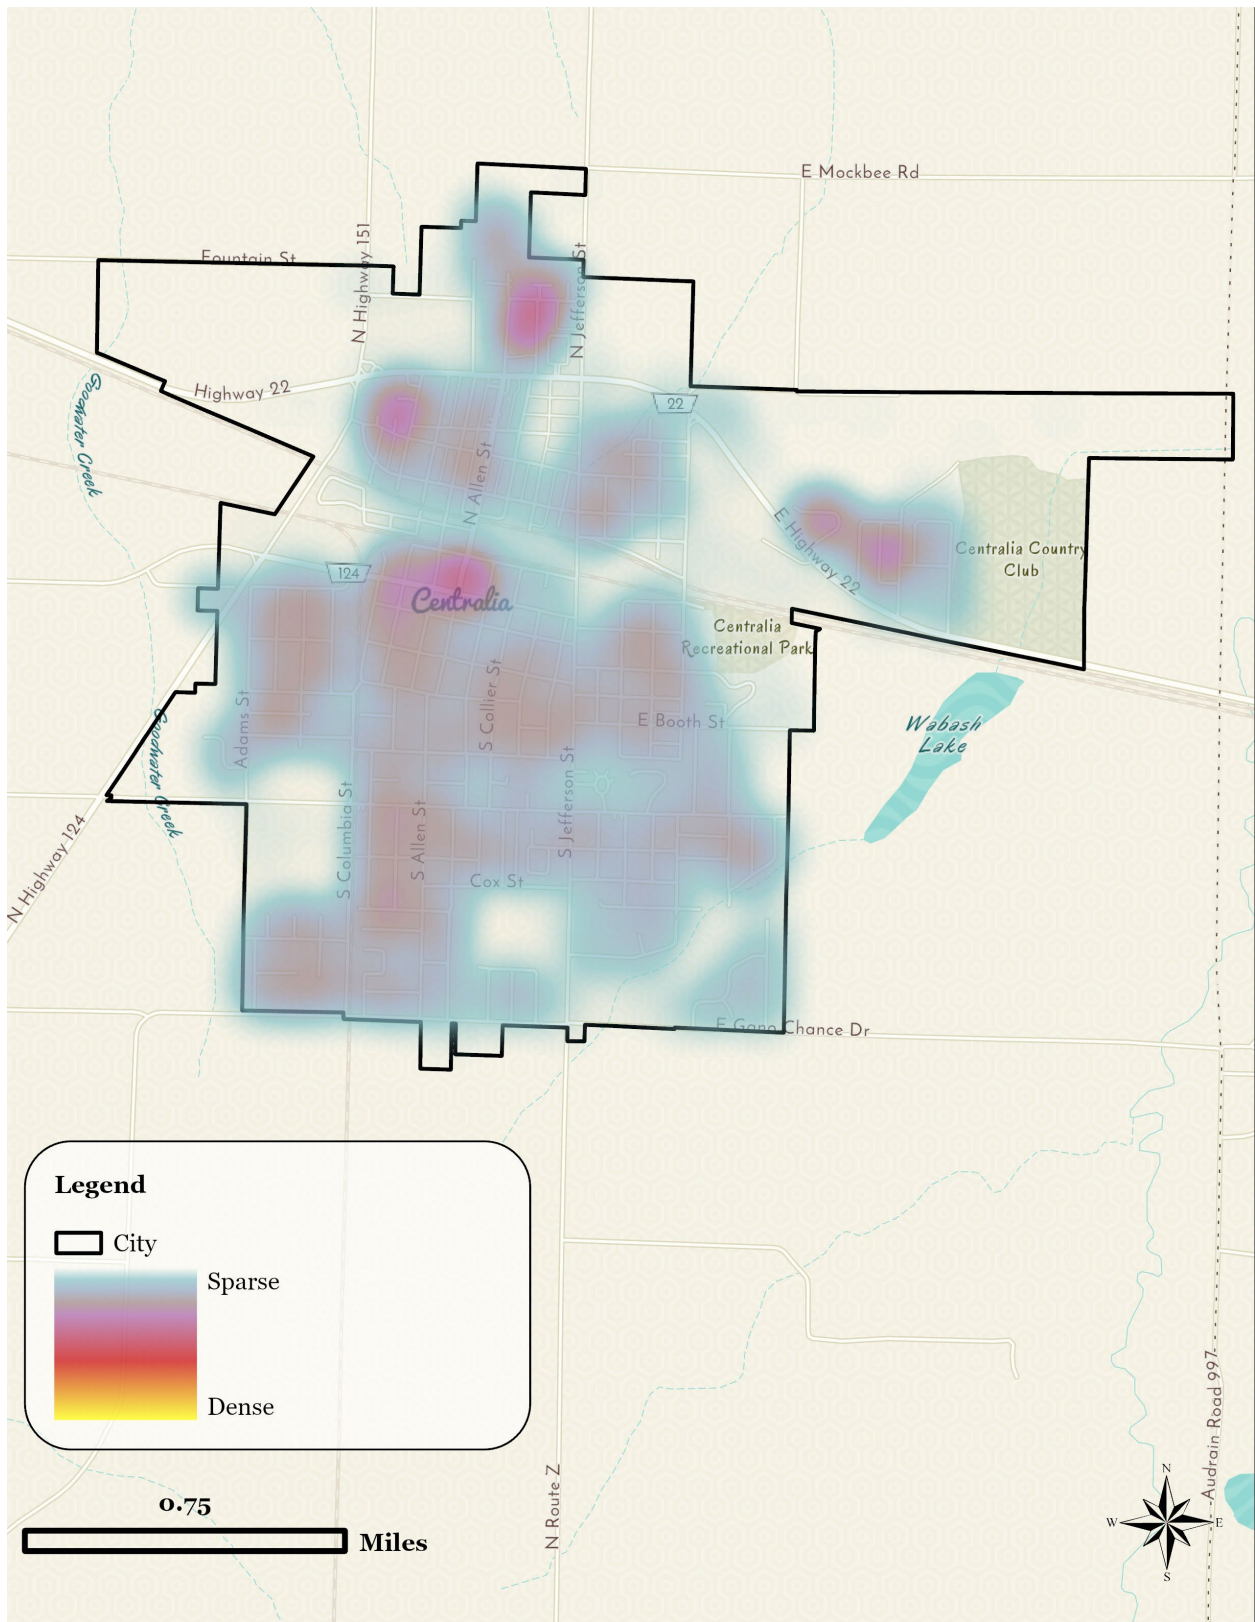 E Mockbee Rd
Fountain St
N Highway 151
N Jefferson St
Highway 22
Goodwater Creek
22
N Allen St
E Highway 22
Centralia Country
Club
124
Centralia
Centralia
Recreational Park
S Collier St
Adams St
E Booth St
Wabash
Lake
Goodwater Creek
S Jefferson St
S Columbia St
S Allen St
N Highway 124
Cox St
E Gano Chance Dr
Legend
City
Sparse
Dense
Audrain Road 997
N Route Z
0.75
Miles
N
W
E
S